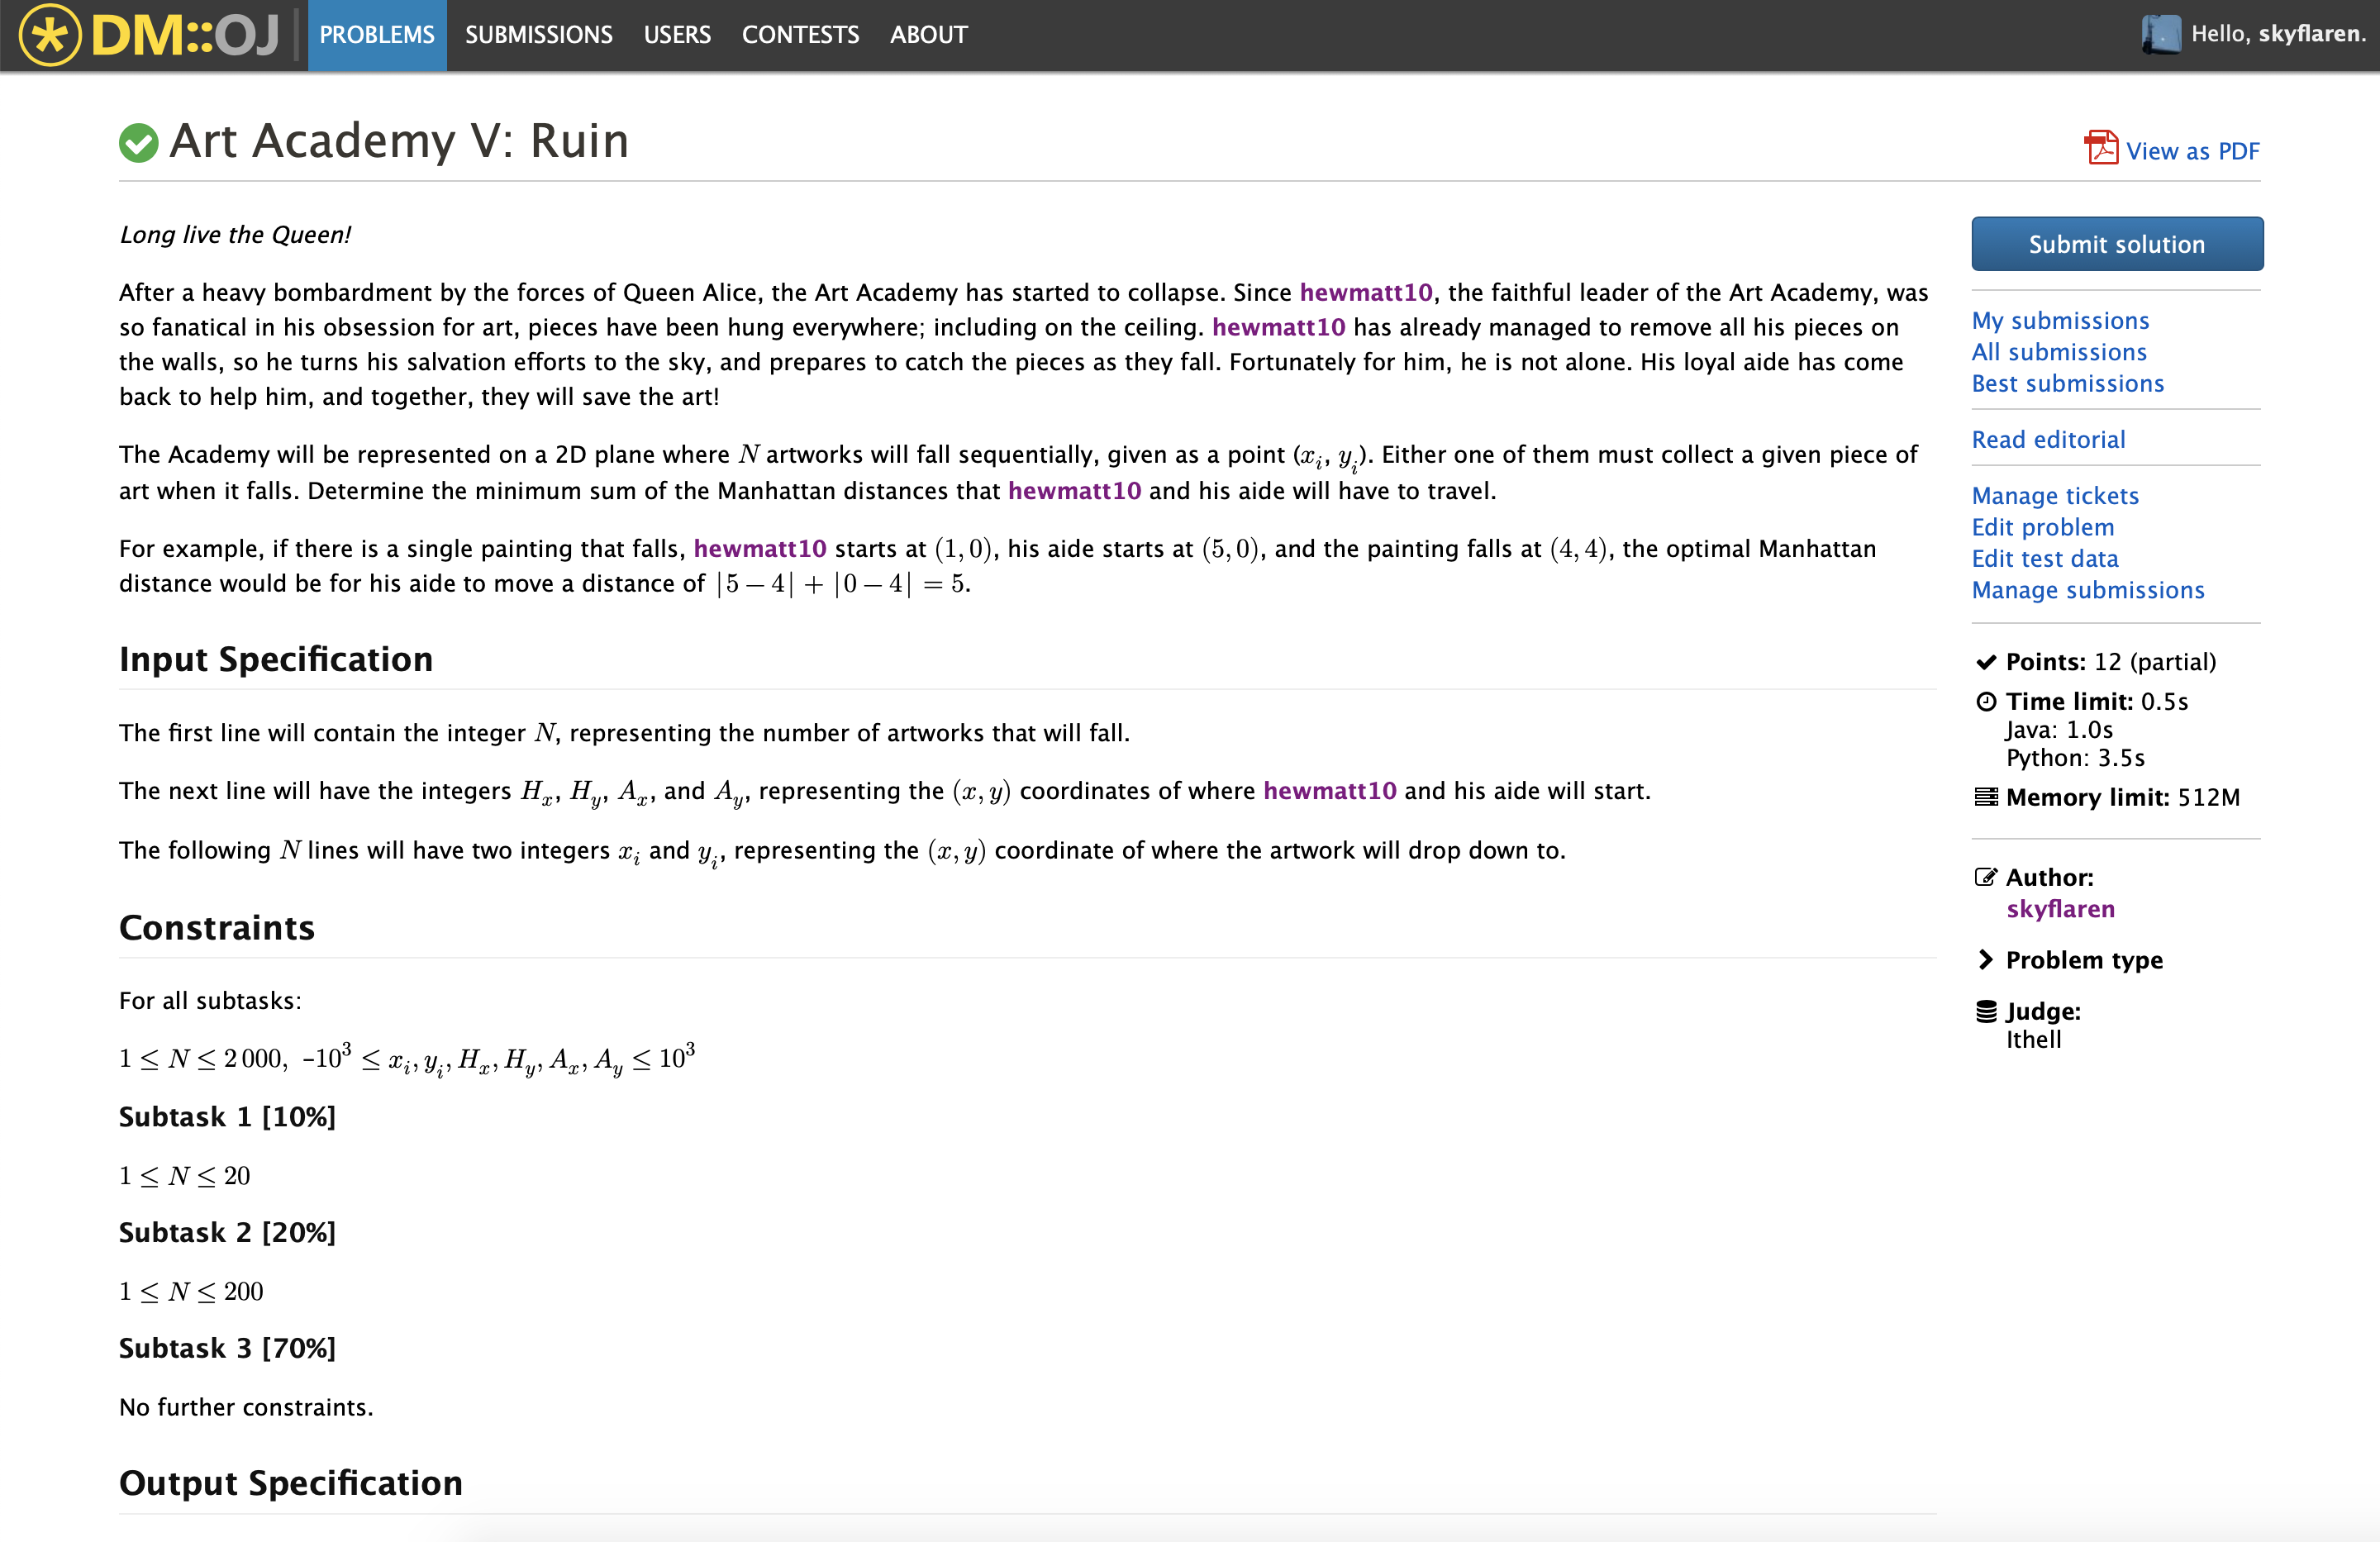 DM::OJ PROBLEMS SUBMISSIONS USERS CONTESTS ABOUT Hello, skyflaren.
Art Academy V: Ruin
View as PDF
Long live the Queen!
After a heavy bombardment by the forces of Queen Alice, the Art Academy has started to collapse. Since hewmatt10, the faithful leader of the Art Academy, was
so fanatical in his obsession for art, pieces have been hung everywhere; including on the ceiling. hewmatt10 has already managed to remove all his pieces on
the walls, so he turns his salvation efforts to the sky, and prepares to catch the pieces as they fall. Fortunately for him, he is not alone. His loyal aide has come
back to help him, and together, they will save the art!
The Academy will be represented on a 2D plane where N artworks will fall sequentially, given as a point (x_i, y_i). Either one of them must collect a given piece of
art when it falls. Determine the minimum sum of the Manhattan distances that hewmatt10 and his aide will have to travel.
For example, if there is a single painting that falls, hewmatt10 starts at (1, 0), his aide starts at (5, 0), and the painting falls at (4, 4), the optimal Manhattan
distance would be for his aide to move a distance of |5 – 4| + |0 – 4| = 5.
Input Specification
The first line will contain the integer N, representing the number of artworks that will fall.
The next line will have the integers H_x, H_y, A_x, and A_y, representing the (x, y) coordinates of where hewmatt10 and his aide will start.
The following N lines will have two integers x_i and y_i, representing the (x, y) coordinate of where the artwork will drop down to.
Constraints
For all subtasks:
1 ≤ N ≤ 2 000, –10^3 ≤ x_i, y_i, H_x, H_y, A_x, A_y ≤ 10^3
Subtask 1 [10%]
1 ≤ N ≤ 20
Subtask 2 [20%]
1 ≤ N ≤ 200
Subtask 3 [70%]
No further constraints.
Output Specification
Submit solution
My submissions
All submissions
Best submissions
Read editorial
Manage tickets
Edit problem
Edit test data
Manage submissions
Points: 12 (partial)
Time limit: 0.5s
Java: 1.0s
Python: 3.5s
Memory limit: 512M
Author:
skyflaren
Problem type
Judge:
Ithell